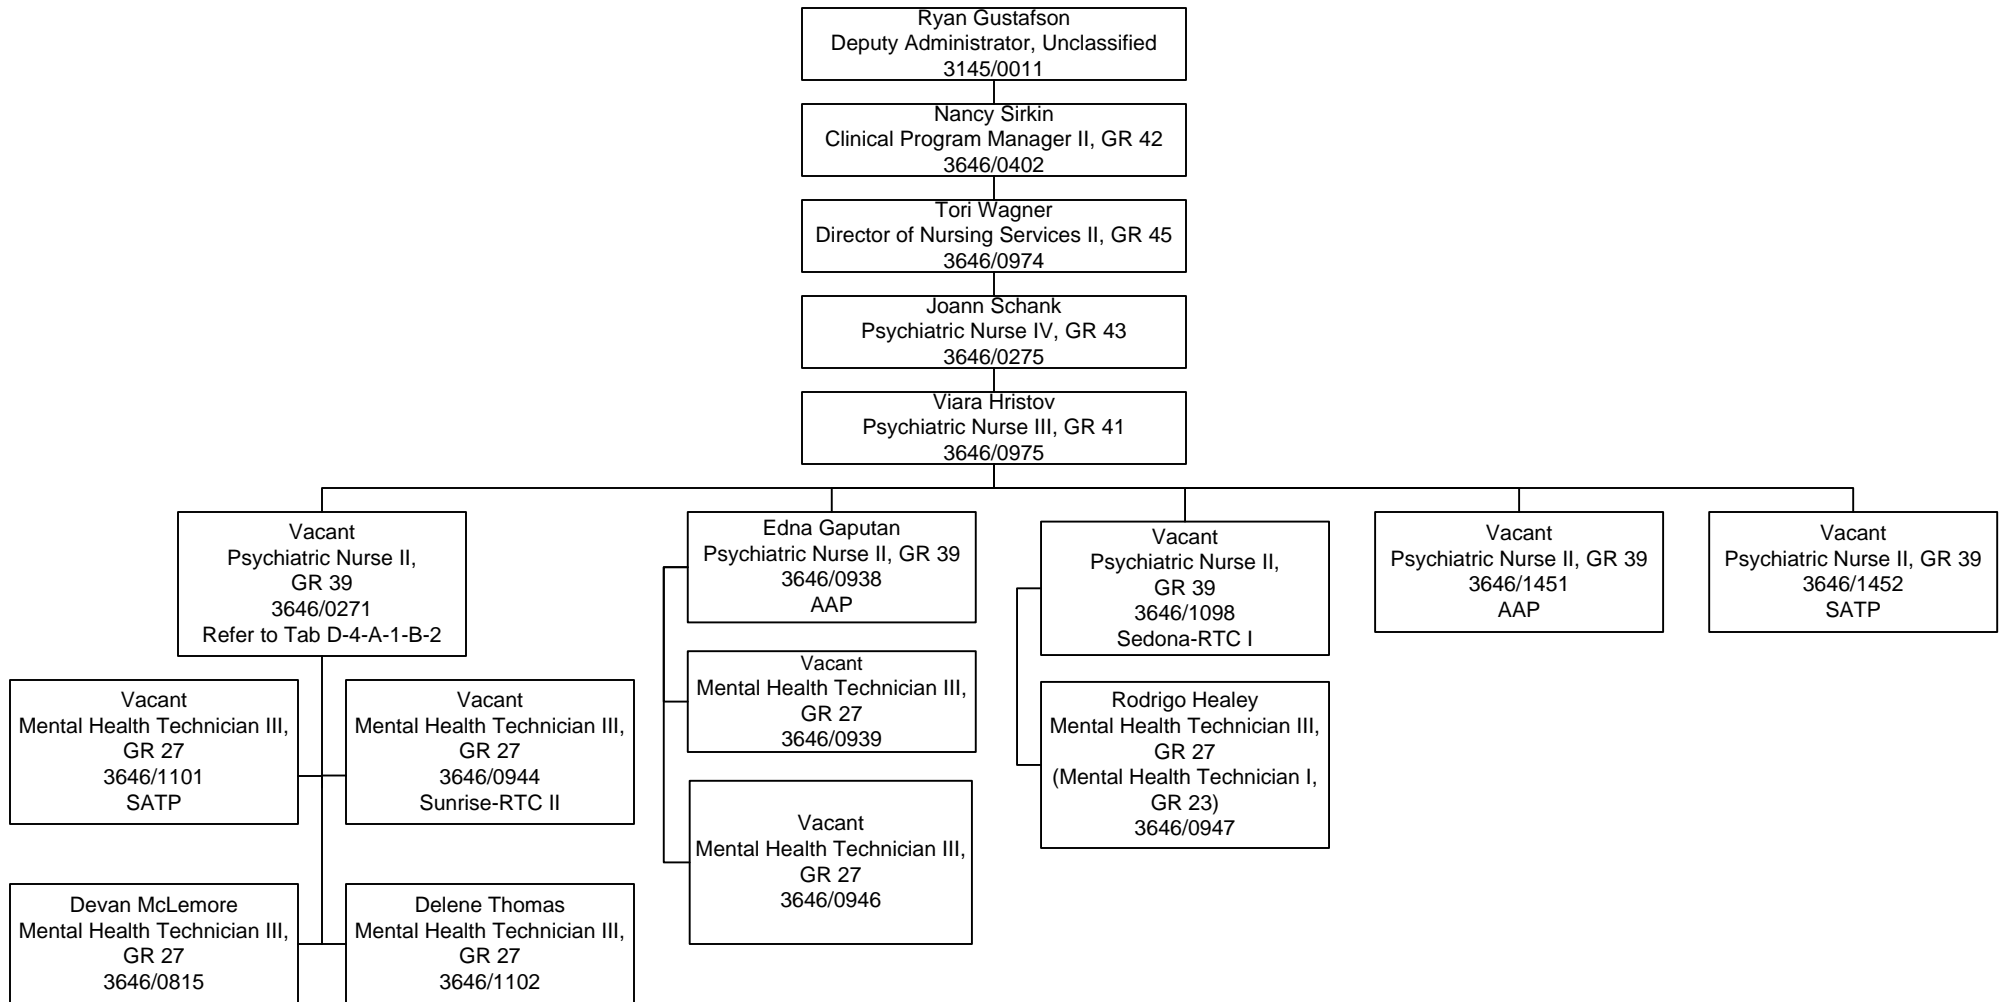 Ryan Gustafson
Deputy Administrator, Unclassified
3145/0011
Nancy Sirkin
Clinical Program Manager II, GR 42
3646/0402
Tori Wagner
Director of Nursing Services II, GR 45
3646/0974
Joann Schank
Psychiatric Nurse IV, GR 43
3646/0275
Viara Hristov
Psychiatric Nurse III, GR 41
3646/0975
Vacant
Psychiatric Nurse II,
GR 39
3646/0271
Refer to Tab D-4-A-1-B-2
Edna Gaputan
Psychiatric Nurse II, GR 39
3646/0938
AAP
Vacant
Psychiatric Nurse II,
GR 39
3646/1098
Sedona-RTC I
Vacant
Psychiatric Nurse II, GR 39
3646/1451
AAP
Vacant
Psychiatric Nurse II, GR 39
3646/1452
SATP
Vacant
Mental Health Technician III,
GR 27
3646/1101
SATP
Vacant
Mental Health Technician III,
GR 27
3646/0944
Sunrise-RTC II
Vacant
Mental Health Technician III,
GR 27
3646/0939
Rodrigo Healey
Mental Health Technician III,
GR 27
(Mental Health Technician I,
GR 23)
3646/0947
Vacant
Mental Health Technician III,
GR 27
3646/0946
Devan McLemore
Mental Health Technician III,
GR 27
3646/0815
Delene Thomas
Mental Health Technician III,
GR 27
3646/1102